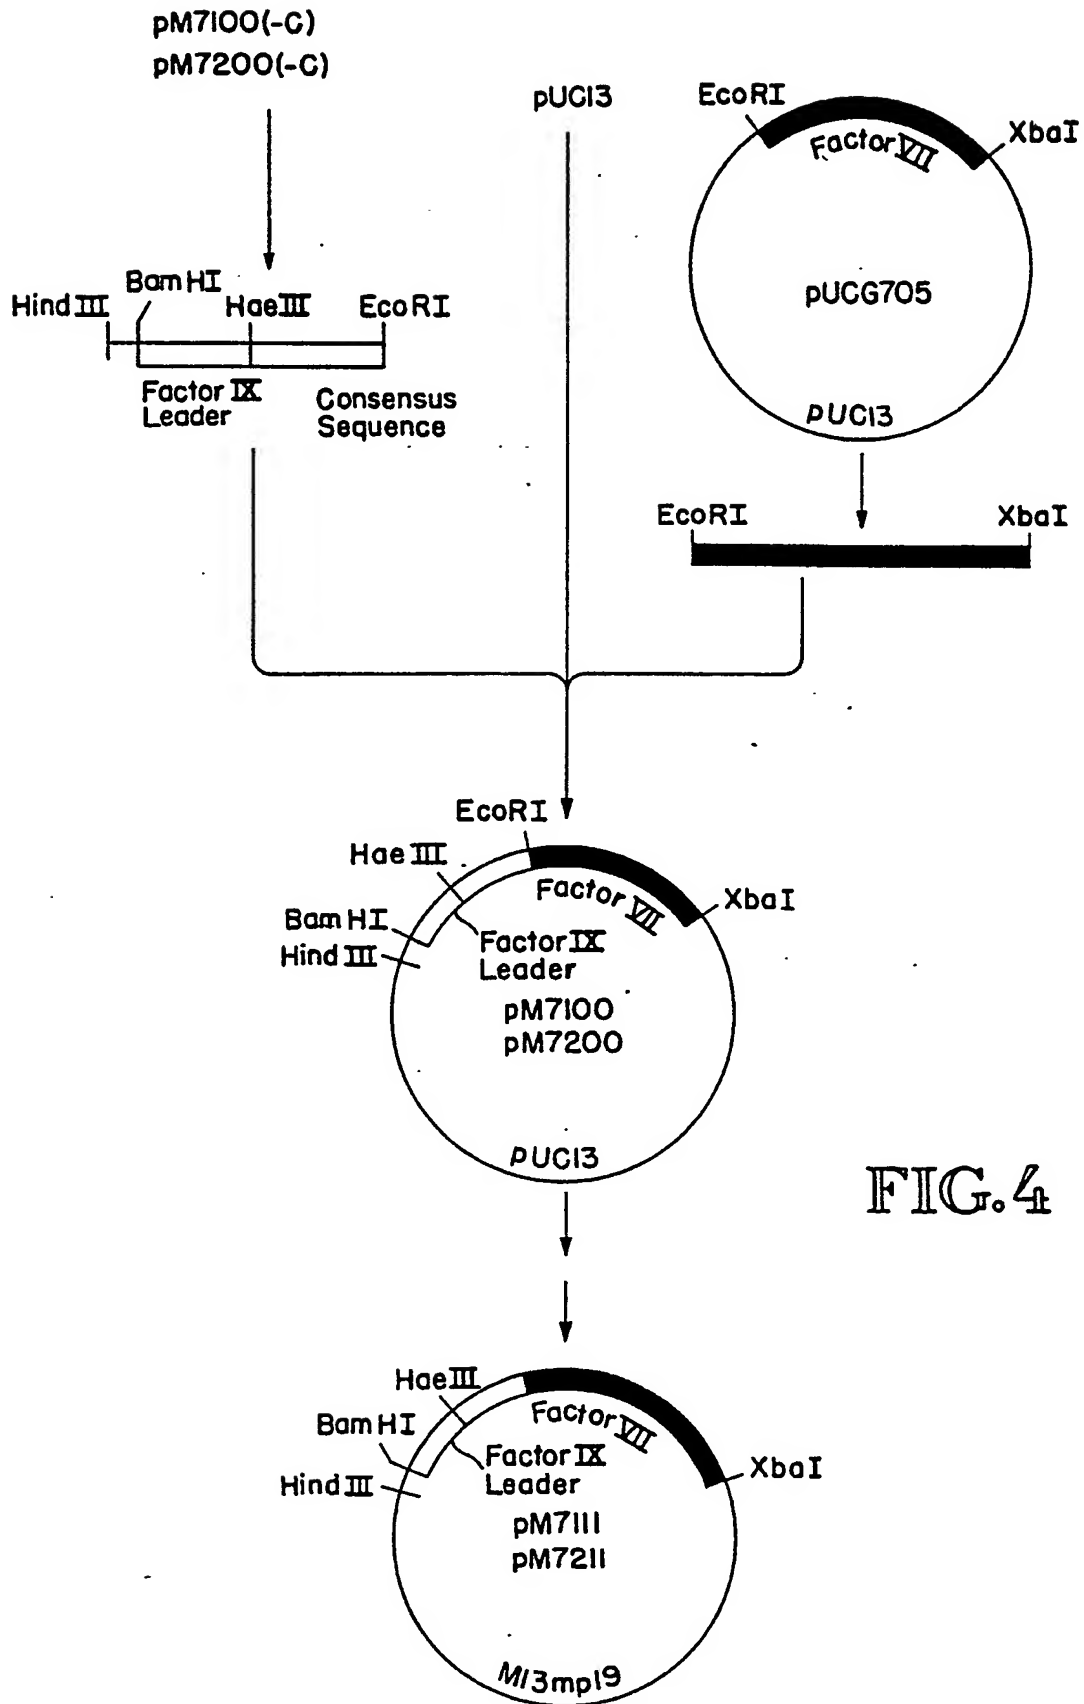 pM7100(-C)
pM7200(-C)
pUC13
EcoRI
XbaI
Factor VII
pUCG705
pUC13
Hind III
Bam HI
Hae III
EcoRI
Factor IX
Leader
Consensus
Sequence
EcoRI
XbaI
EcoRI
Hae III
Bam HI
Hind III
Factor VII
XbaI
Factor IX
Leader
pM7100
pM7200
pUC13
FIG. 4
Hae III
Bam HI
Hind III
Factor VII
XbaI
Factor IX
Leader
pM7111
pM7211
M13mp19